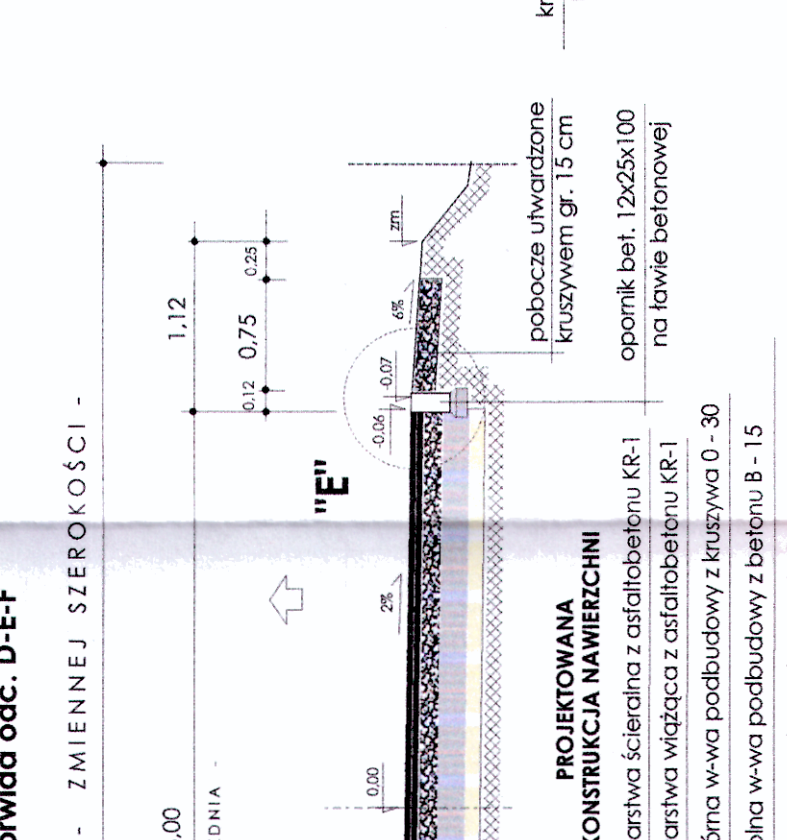 odc. D-E-F
- ZMIENNEJ SZEROKOŚCI -
1,12
0,12
0,75
0,25
,00
DNIA -
"E"
2%
0,00
-0,06
-0,07
6%
zm
pobocze utwardzone
kruszywem gr. 15 cm
opornik bet. 12x25x100
na ławie betonowej
PROJEKTOWANA
KONSTRUKCJA NAWIERZCHNI
arstwa ścieralna z asfaltobetonu KR-1
arstwa wiążąca z asfaltobetonu KR-1
órna w-wa podbudowy z kruszywa 0 - 30
olna w-wa podbudowy z betonu B - 15